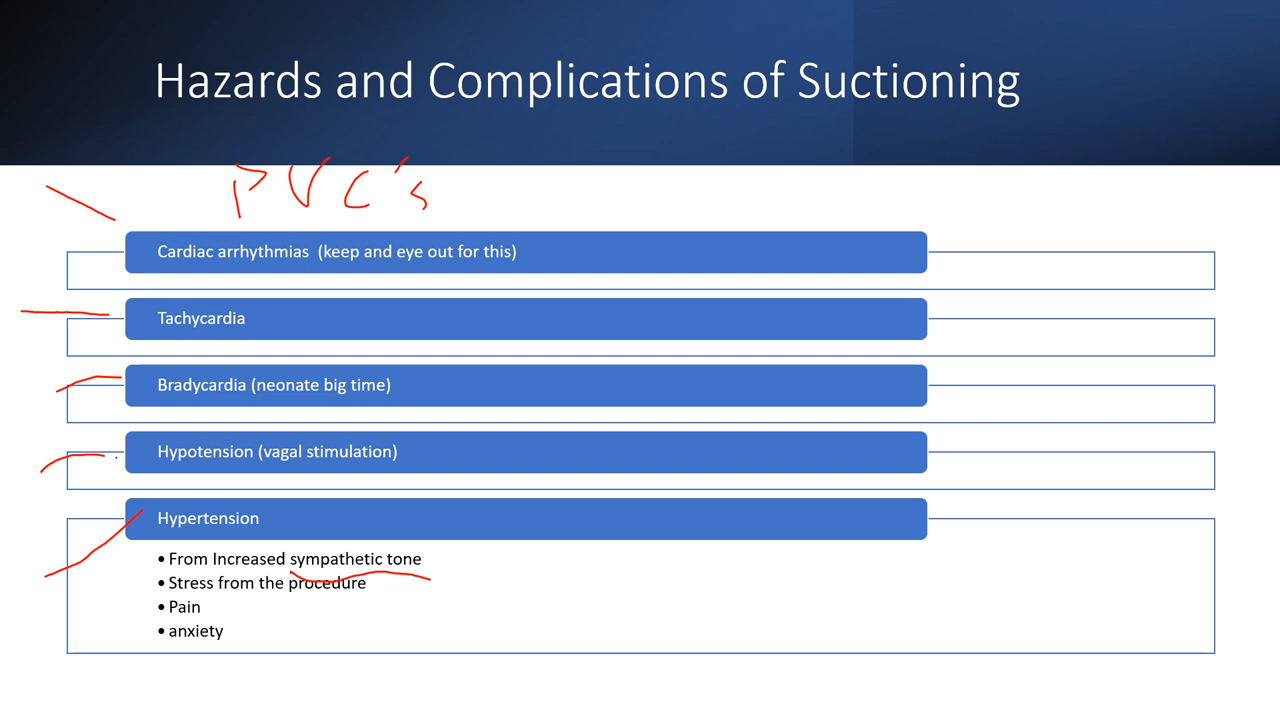 Hazards and Complications of Suctioning
PVC's
Cardiac arrhythmias (keep and eye out for this)
Tachycardia
Bradycardia (neonate big time)
Hypotension (vagal stimulation)
Hypertension
• From Increased sympathetic tone
• Stress from the procedure
• Pain
• anxiety